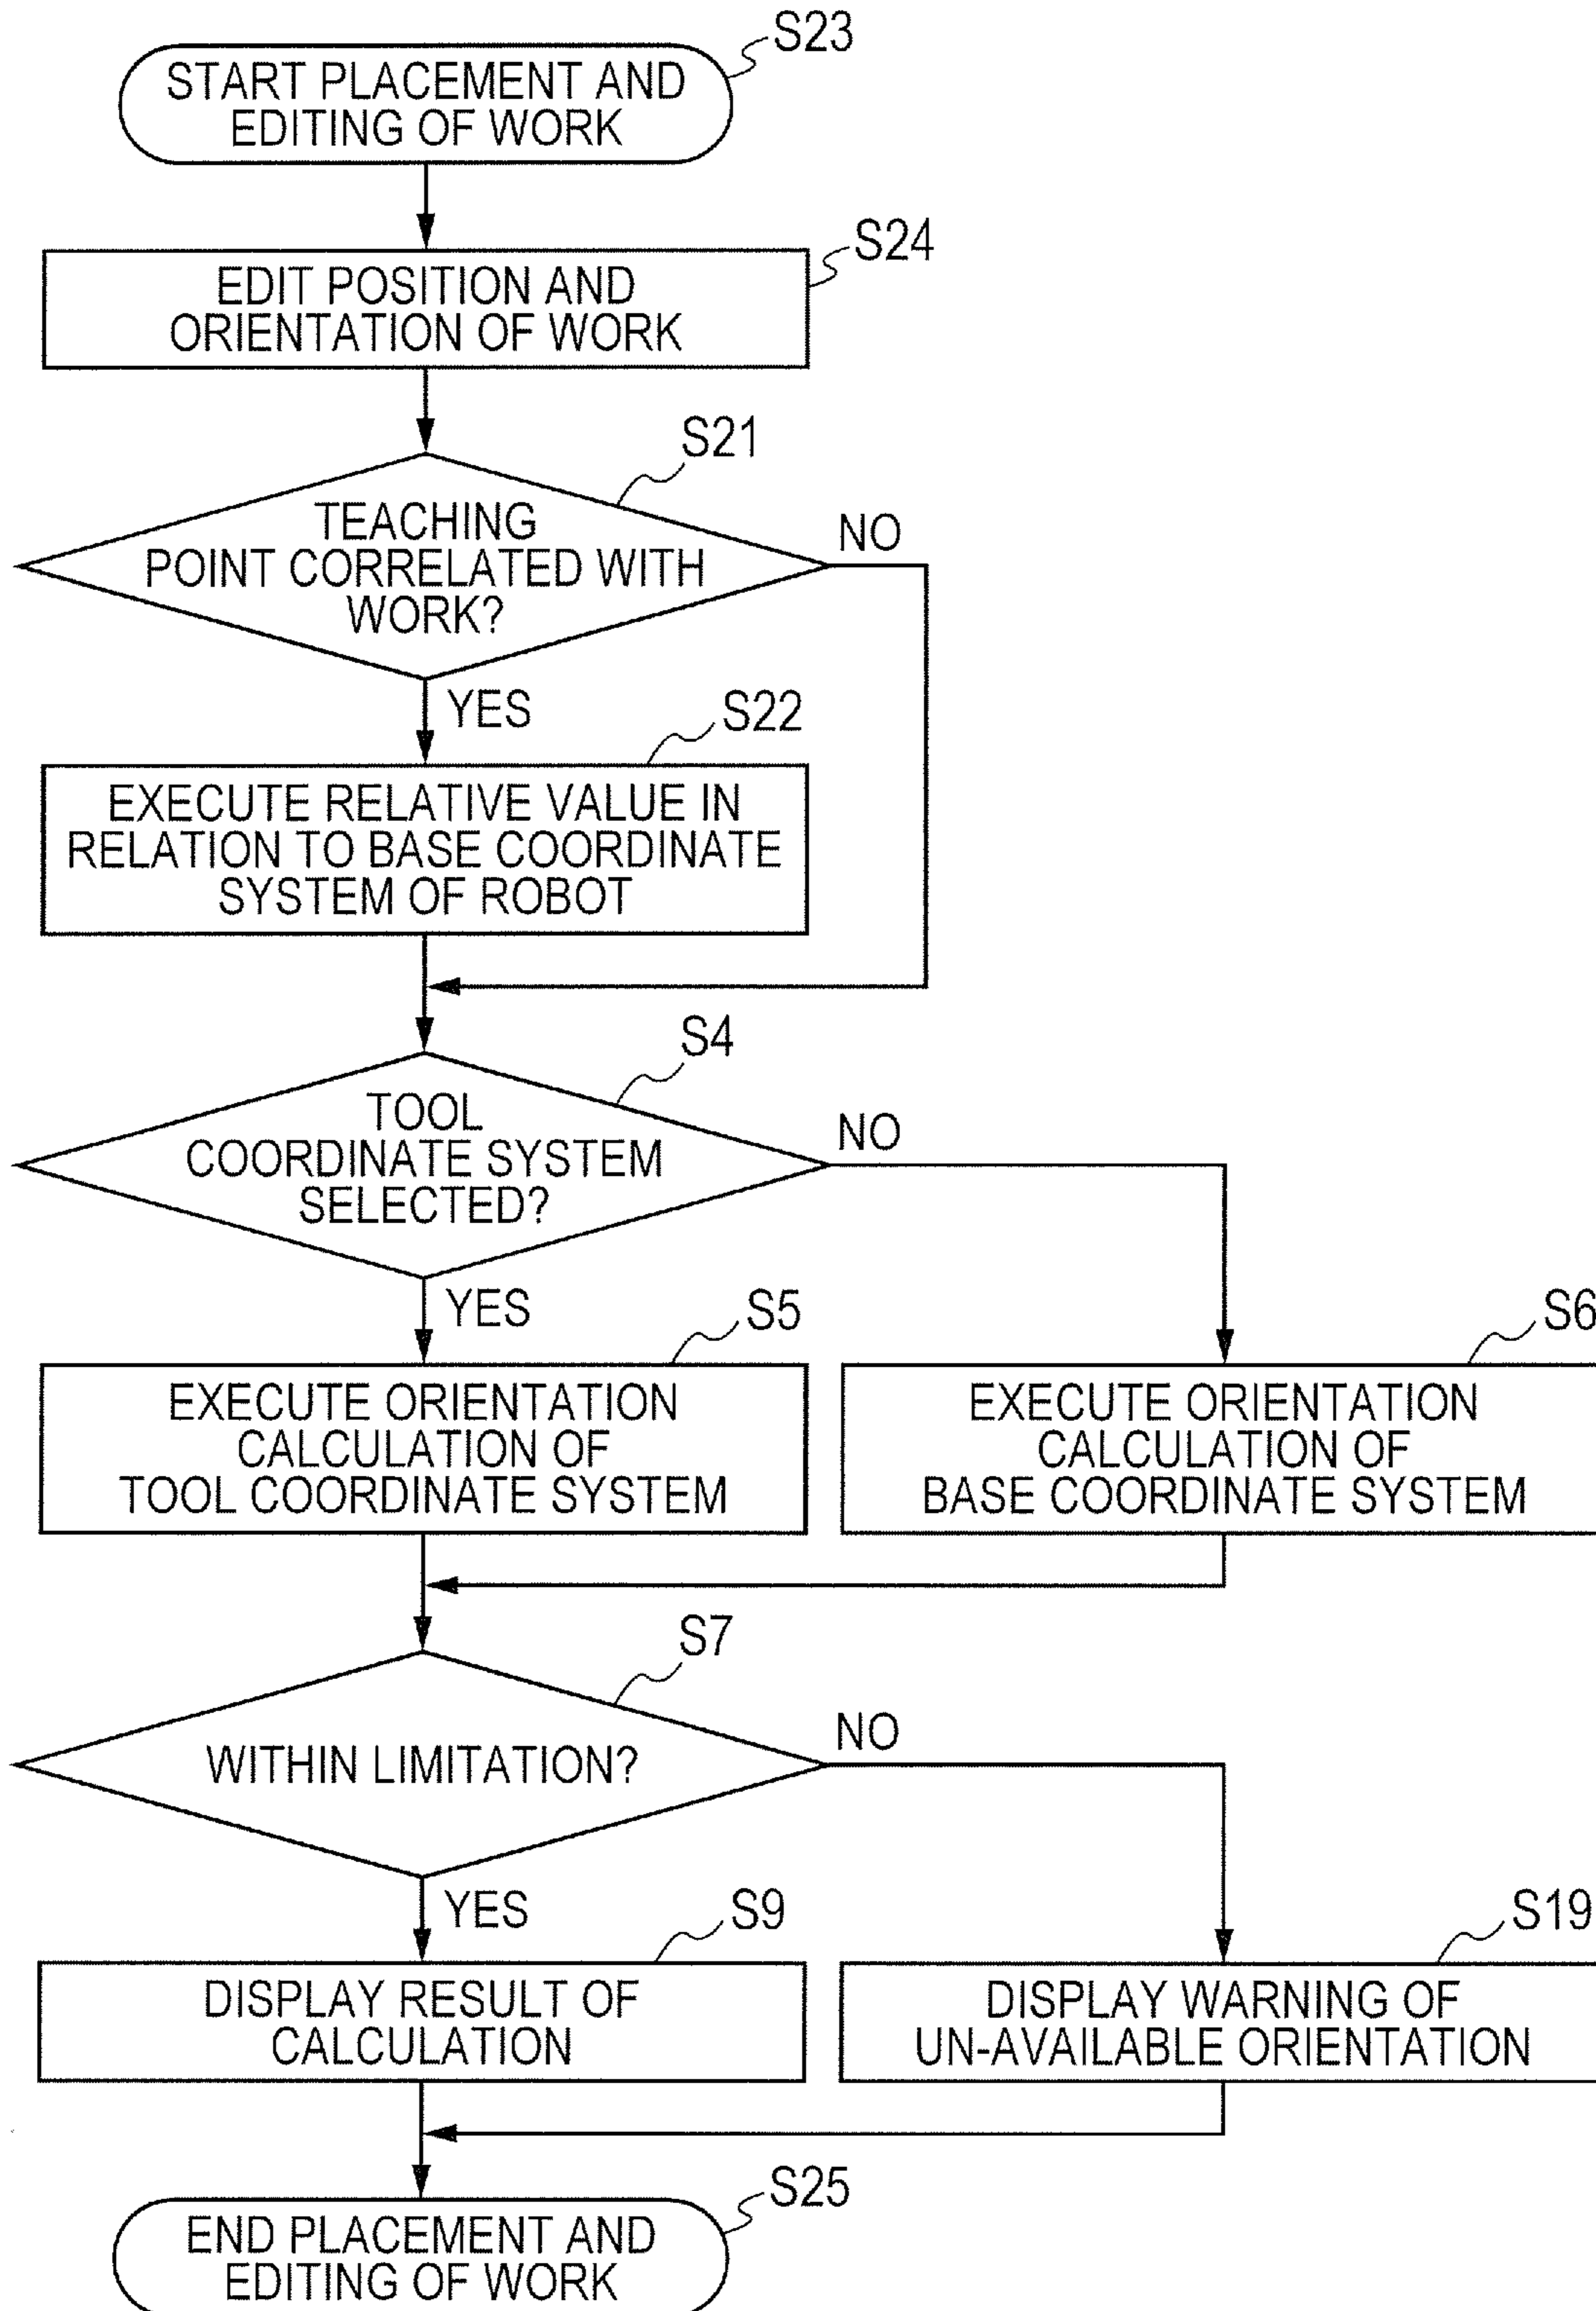 S23
START PLACEMENT AND
EDITING OF WORK
S24
EDIT POSITION AND
ORIENTATION OF WORK
S21
TEACHING
POINT CORRELATED WITH
WORK?
NO
YES
S22
EXECUTE RELATIVE VALUE IN
RELATION TO BASE COORDINATE
SYSTEM OF ROBOT
S4
TOOL
COORDINATE SYSTEM
SELECTED?
NO
YES
S5
EXECUTE ORIENTATION
CALCULATION OF
TOOL COORDINATE SYSTEM
S6
EXECUTE ORIENTATION
CALCULATION OF
BASE COORDINATE SYSTEM
S7
WITHIN LIMITATION?
NO
YES
S9
DISPLAY RESULT OF
CALCULATION
S19
DISPLAY WARNING OF
UN-AVAILABLE ORIENTATION
S25
END PLACEMENT AND
EDITING OF WORK